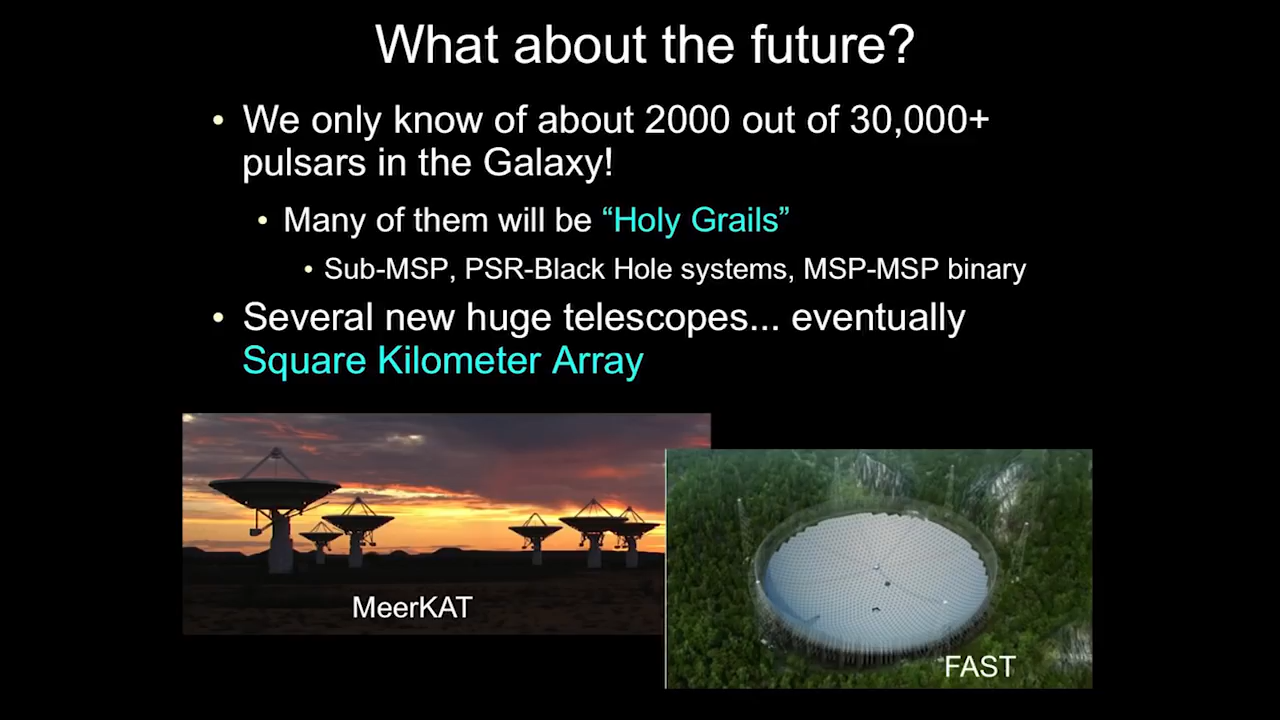 What about the future?
• We only know of about 2000 out of 30,000+
pulsars in the Galaxy!
• Many of them will be “Holy Grails”
• Sub-MSP, PSR-Black Hole systems, MSP-MSP binary
• Several new huge telescopes... eventually
Square Kilometer Array
MeerKAT
FAST